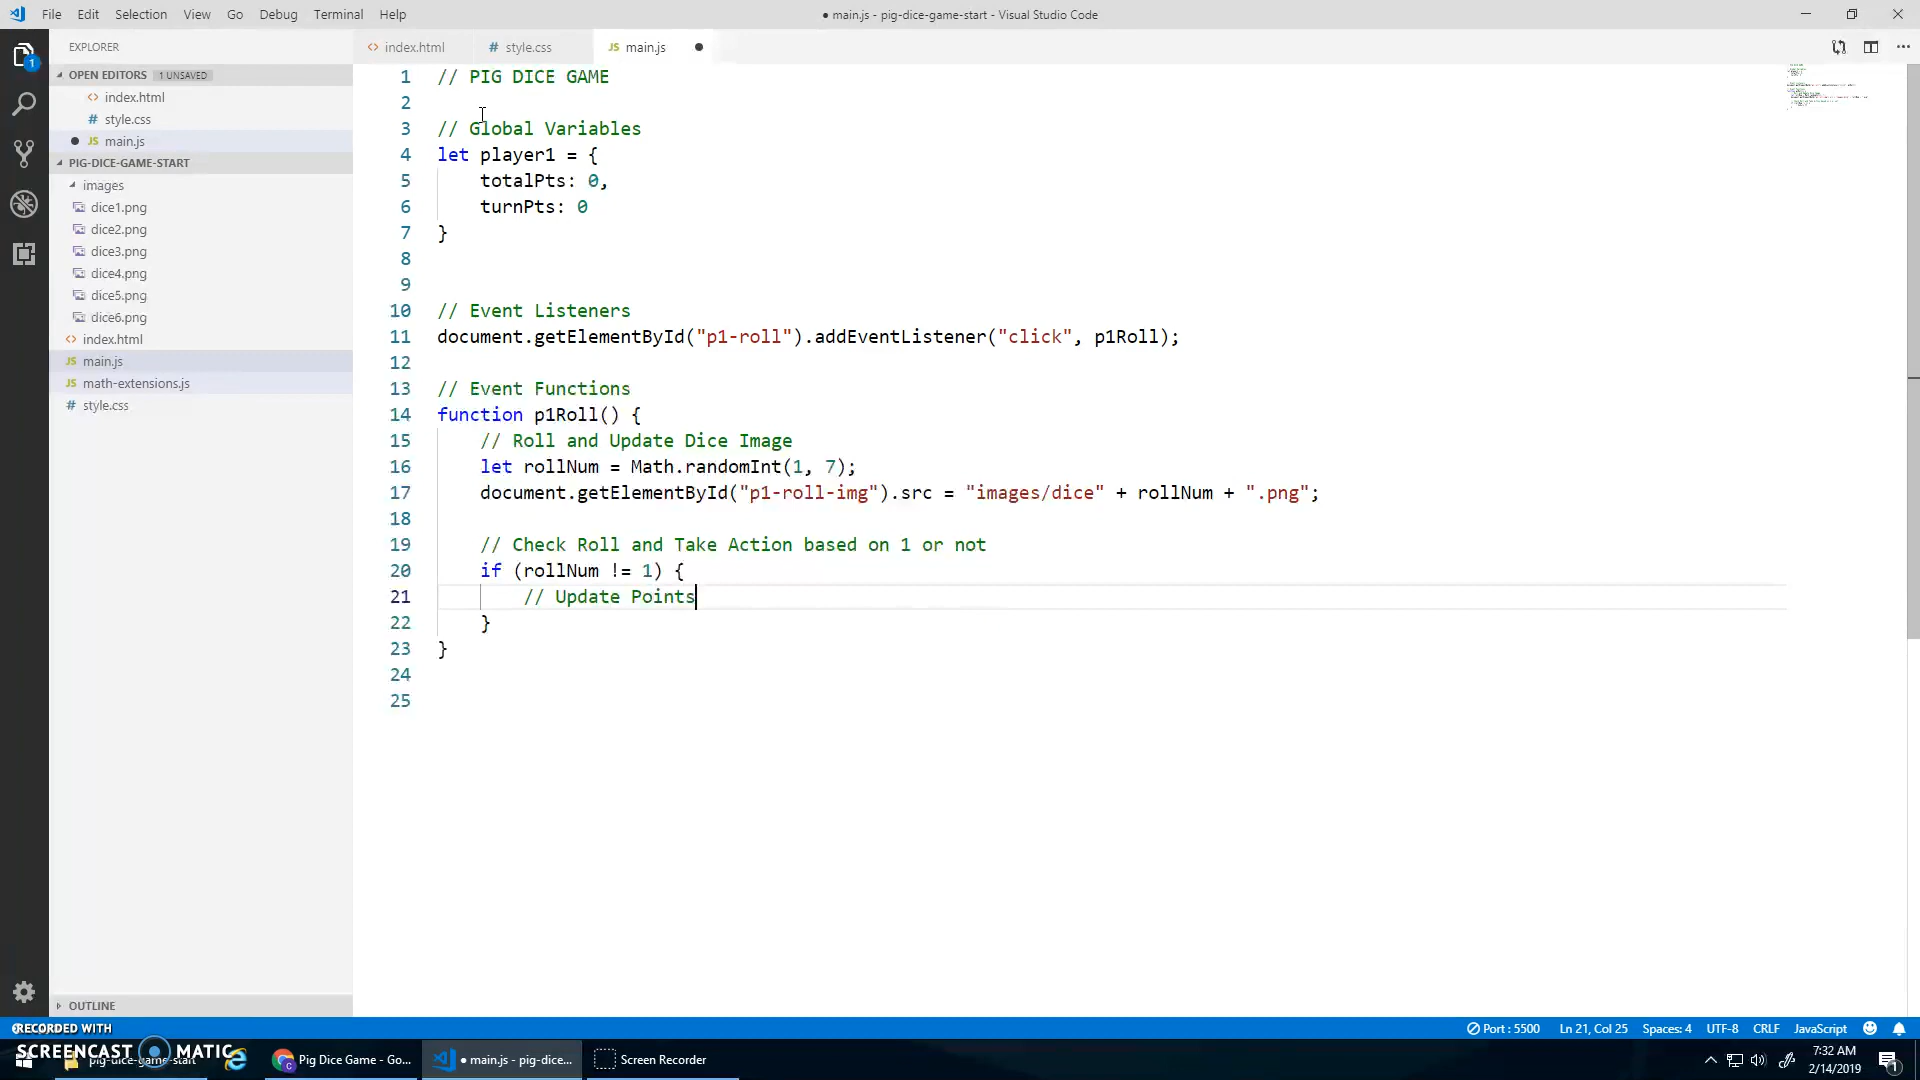 File Edit Selection View Go Debug Terminal Help
● main.js - pig-dice-game-start - Visual Studio Code
EXPLORER
OPEN EDITORS 1 UNSAVED
index.html
style.css
main.js
PIG-DICE-GAME-START
images
dice1.png
dice2.png
dice3.png
dice4.png
dice5.png
dice6.png
index.html
main.js
math-extensions.js
style.css
OUTLINE
index.html style.css main.js
1 // PIG DICE GAME
2
3 // Global Variables
4 let player1 = {
5 totalPts: 0,
6 turnPts: 0
7 }
8
9
10 // Event Listeners
11 document.getElementById("p1-roll").addEventListener("click", p1Roll);
12
13 // Event Functions
14 function p1Roll() {
15 // Roll and Update Dice Image
16 let rollNum = Math.randomInt(1, 7);
17 document.getElementById("p1-roll-img").src = "images/dice" + rollNum + ".png";
18
19 // Check Roll and Take Action based on 1 or not
20 if (rollNum != 1) {
21 // Update Points
22 }
23 }
24
25
RECORDED WITH
Port : 5500 Ln 21, Col 25 Spaces: 4 UTF-8 CRLF JavaScript
SCREENCAST MATIC
pig-dice-game-start
Pig Dice Game - Go...
● main.js - pig-dice...
Screen Recorder
7:32 AM
2/14/2019